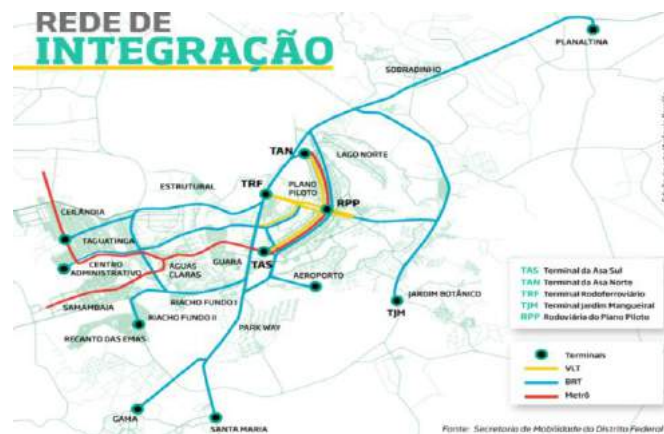 REDE DE
INTEGRAÇÃO
PLANALTINA
SOBRADINHO
TAN
LAGO NORTE
ESTRUTURAL
TRF
PLANO
PILOTO
RPP
CEILÂNDIA
TAGUATINGA
CENTRO
ADMINISTRATIVO
ÁGUAS
CLARAS
GUARÁ
TAS
AEROPORTO
SAMAMBAIA
RIACHO FUNDO I
RIACHO FUNDO II
RECANTO DAS EMAS
PARK WAY
JARDIM BOTÂNICO
TJM
GAMA
SANTA MARIA
TAS Terminal da Asa Sul
TAN Terminal da Asa Norte
TRF Terminal Rodoferroviário
TJM Terminal Jardim Mangueiral
RPP Rodoviária do Plano Piloto
Terminais
VLT
BRT
Metrô
Fonte: Secretaria de Mobilidade do Distrito Federal